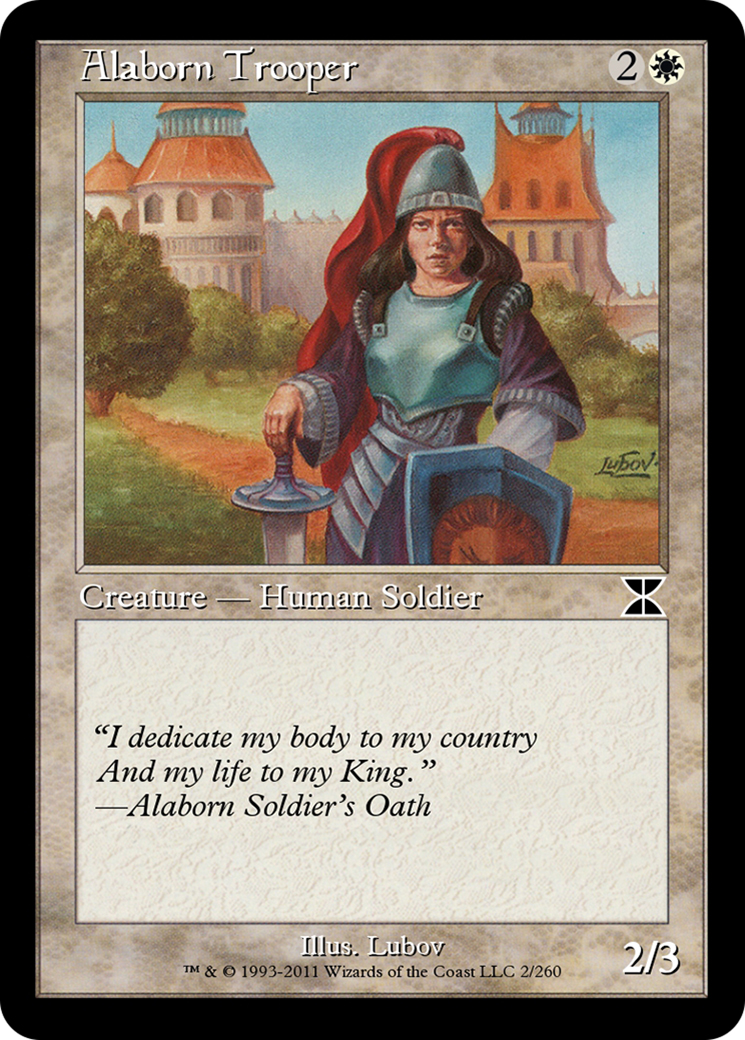 Alaborn Trooper 2
LUBOV
Creature — Human Soldier
“I dedicate my body to my country
And my life to my King.”
—Alaborn Soldier’s Oath
Illus. Lubov
™ & © 1993-2011 Wizards of the Coast LLC 2/260
2/3